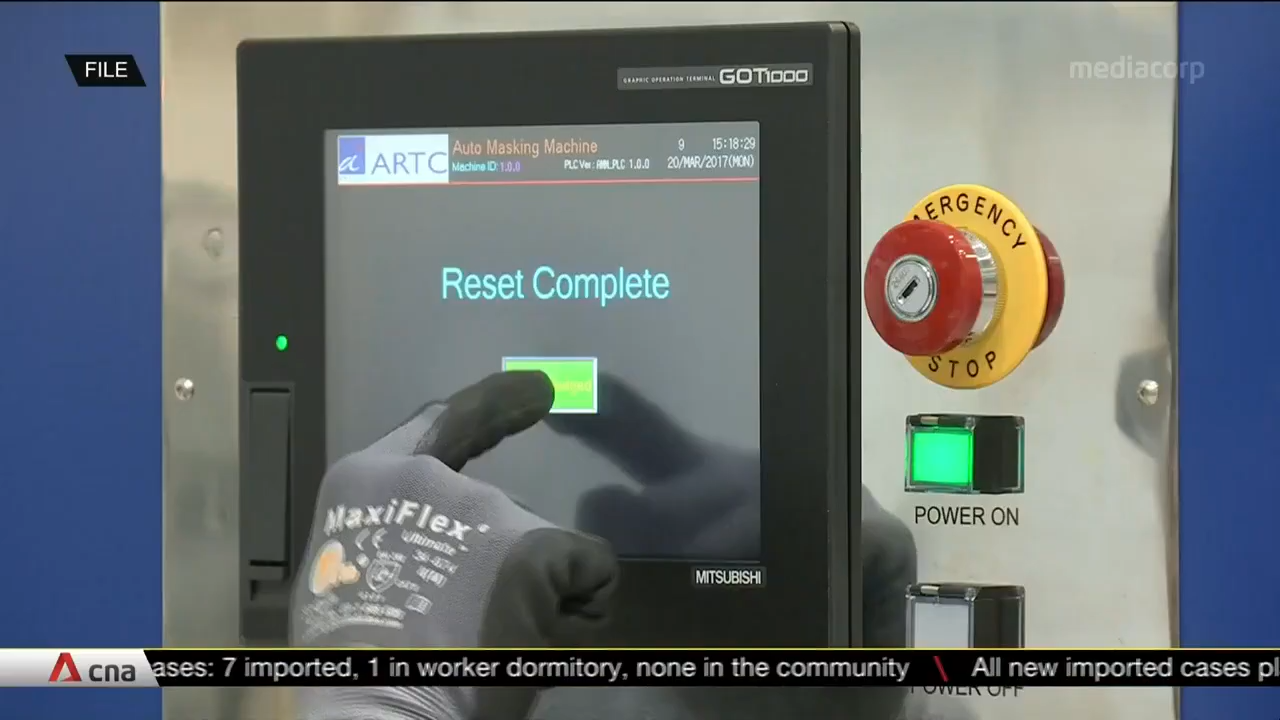 FILE
mediacorp
GRAPHIC OPERATION TERMINAL GOT1000
a ARTC
Auto Masking Machine
9 15:18:29
Machine ID: 1.0.0
PLC Ver: AMM_PLC 1.0.0
20/MAR/2017(MON)
EMERGENCY
STOP
Reset Complete
POWER ON
MaxiFlex
Ultimate
MITSUBISHI
cna
ases: 7 imported, 1 in worker dormitory, none in the community \ All new imported cases pl
POWER OFF